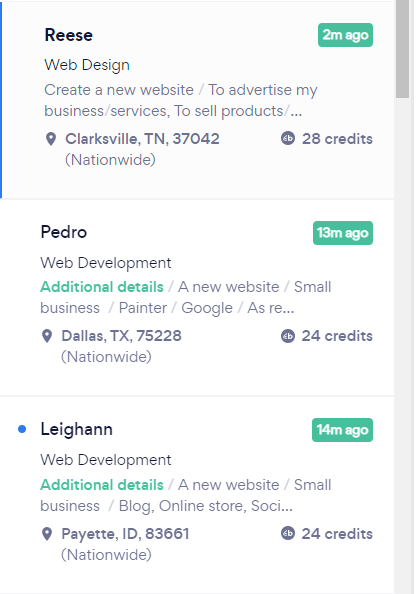 Reese 2m ago
Web Design
Create a new website / To advertise my
business/services, To sell products/...
Clarksville, TN, 37042 28 credits
(Nationwide)
Pedro 13m ago
Web Development
Additional details / A new website / Small
business / Painter / Google / As re...
Dallas, TX, 75228 24 credits
(Nationwide)
Leighann 14m ago
Web Development
Additional details / A new website / Small
business / Blog, Online store, Soci...
Payette, ID, 83661 24 credits
(Nationwide)